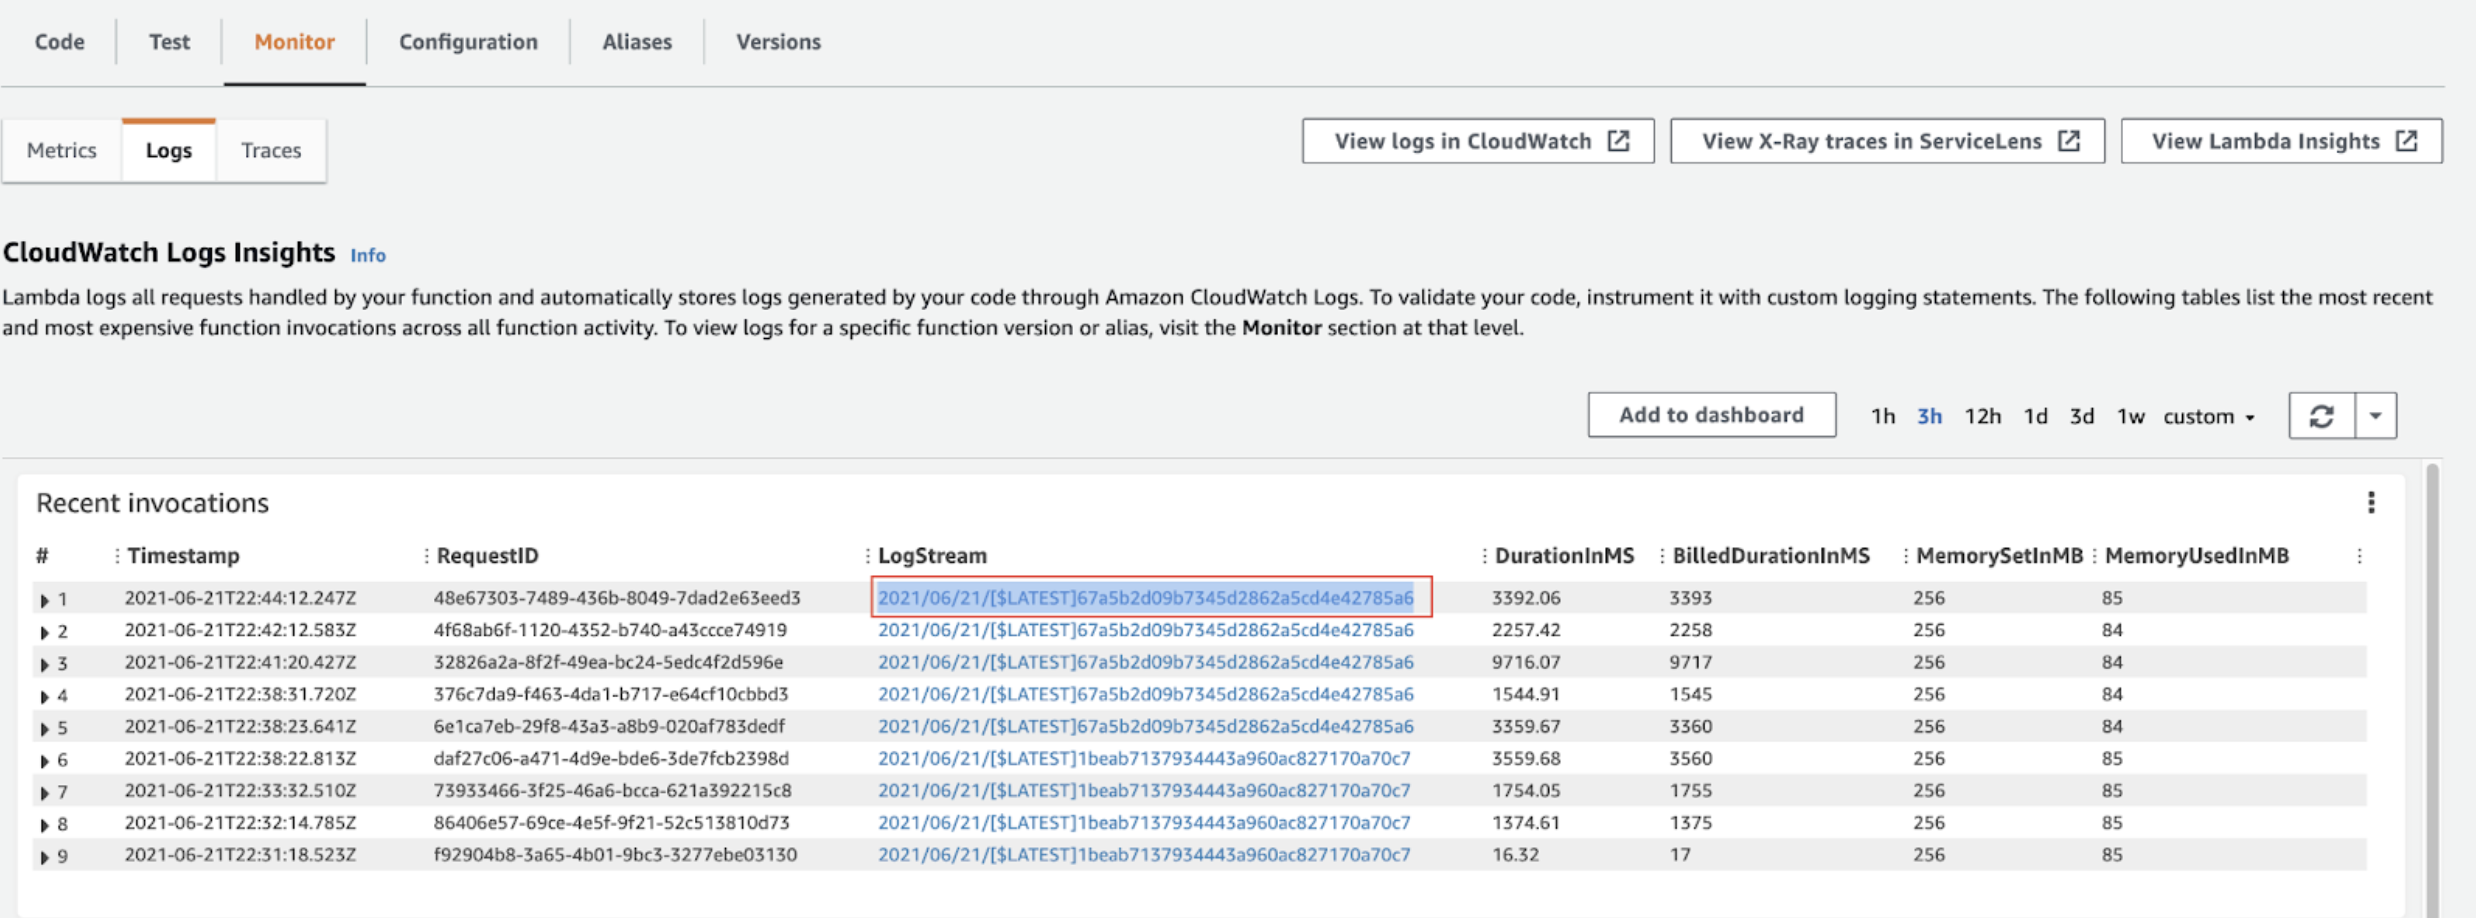 Code Test Monitor Configuration Aliases Versions
Metrics Logs Traces View logs in CloudWatch View X-Ray traces in ServiceLens View Lambda Insights
CloudWatch Logs Insights Info
Lambda logs all requests handled by your function and automatically stores logs generated by your code through Amazon CloudWatch Logs. To validate your code, instrument it with custom logging statements. The following tables list the most recent
and most expensive function invocations across all function activity. To view logs for a specific function version or alias, visit the Monitor section at that level.
Add to dashboard 1h 3h 12h 1d 3d 1w custom
Recent invocations
# Timestamp RequestID LogStream DurationInMS BilledDurationInMS MemorySetInMB MemoryUsedInMB
1 2021-06-21T22:44:12.247Z 48e67303-7489-436b-8049-7dad2e63eed3 2021/06/21/[$LATEST]67a5b2d09b7345d2862a5cd4e42785a6 3392.06 3393 256 85
2 2021-06-21T22:42:12.583Z 4f68ab6f-1120-4352-b740-a43ccce74919 2021/06/21/[$LATEST]67a5b2d09b7345d2862a5cd4e42785a6 2257.42 2258 256 84
3 2021-06-21T22:41:20.427Z 32826a2a-8f2f-49ea-bc24-5edc4f2d596e 2021/06/21/[$LATEST]67a5b2d09b7345d2862a5cd4e42785a6 9716.07 9717 256 84
4 2021-06-21T22:38:31.720Z 376c7da9-f463-4da1-b717-e64cf10cbbd3 2021/06/21/[$LATEST]67a5b2d09b7345d2862a5cd4e42785a6 1544.91 1545 256 84
5 2021-06-21T22:38:23.641Z 6e1ca7eb-29f8-43a3-a8b9-020af783dedf 2021/06/21/[$LATEST]67a5b2d09b7345d2862a5cd4e42785a6 3359.67 3360 256 84
6 2021-06-21T22:38:22.813Z daf27c06-a471-4d9e-bde6-3de7fcb2398d 2021/06/21/[$LATEST]1beab7137934443a960ac827170a70c7 3559.68 3560 256 85
7 2021-06-21T22:33:32.510Z 73933466-3f25-46a6-bcca-621a392215c8 2021/06/21/[$LATEST]1beab7137934443a960ac827170a70c7 1754.05 1755 256 85
8 2021-06-21T22:32:14.785Z 86406e57-69ce-4e5f-9f21-52c513810d73 2021/06/21/[$LATEST]1beab7137934443a960ac827170a70c7 1374.61 1375 256 85
9 2021-06-21T22:31:18.523Z f92904b8-3a65-4b01-9bc3-3277ebe03130 2021/06/21/[$LATEST]1beab7137934443a960ac827170a70c7 16.32 17 256 85